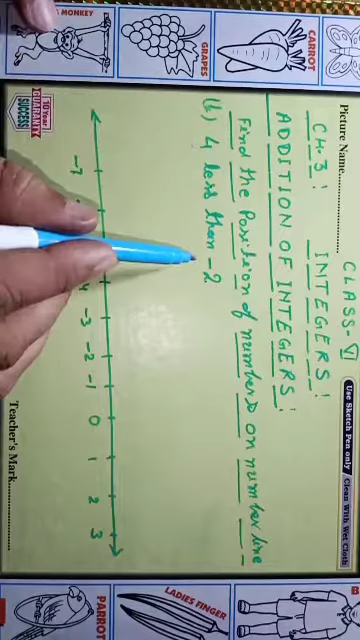 Picture Name
CLASS-VI
Use Sketch Pen only
Clean With Wet Cloth
CH:3: INTEGERS:
ADDITION OF INTEGERS:
Find the Position of numbers on number line
(b) 4 less than -2
-7 -3 -2 -1 0 1 2 3
10 Year
GUARANTY
SUCCESS
Teacher's Mark
MONKEY
GRAPES
CARROT
PARROT
LADIES FINGER